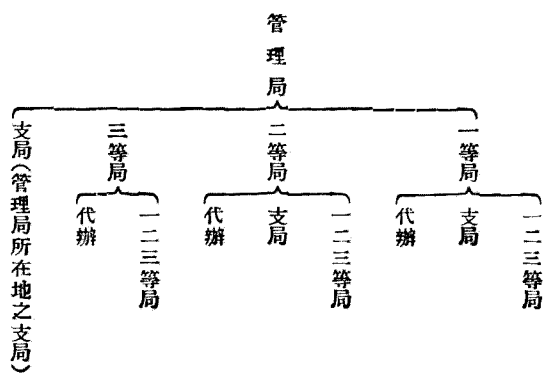 管理局
一等局
二等局
三等局
支局（管理局所在地之支局）
一二三等局
支局
代辦
一二三等局
支局
代辦
一二三等局
代辦